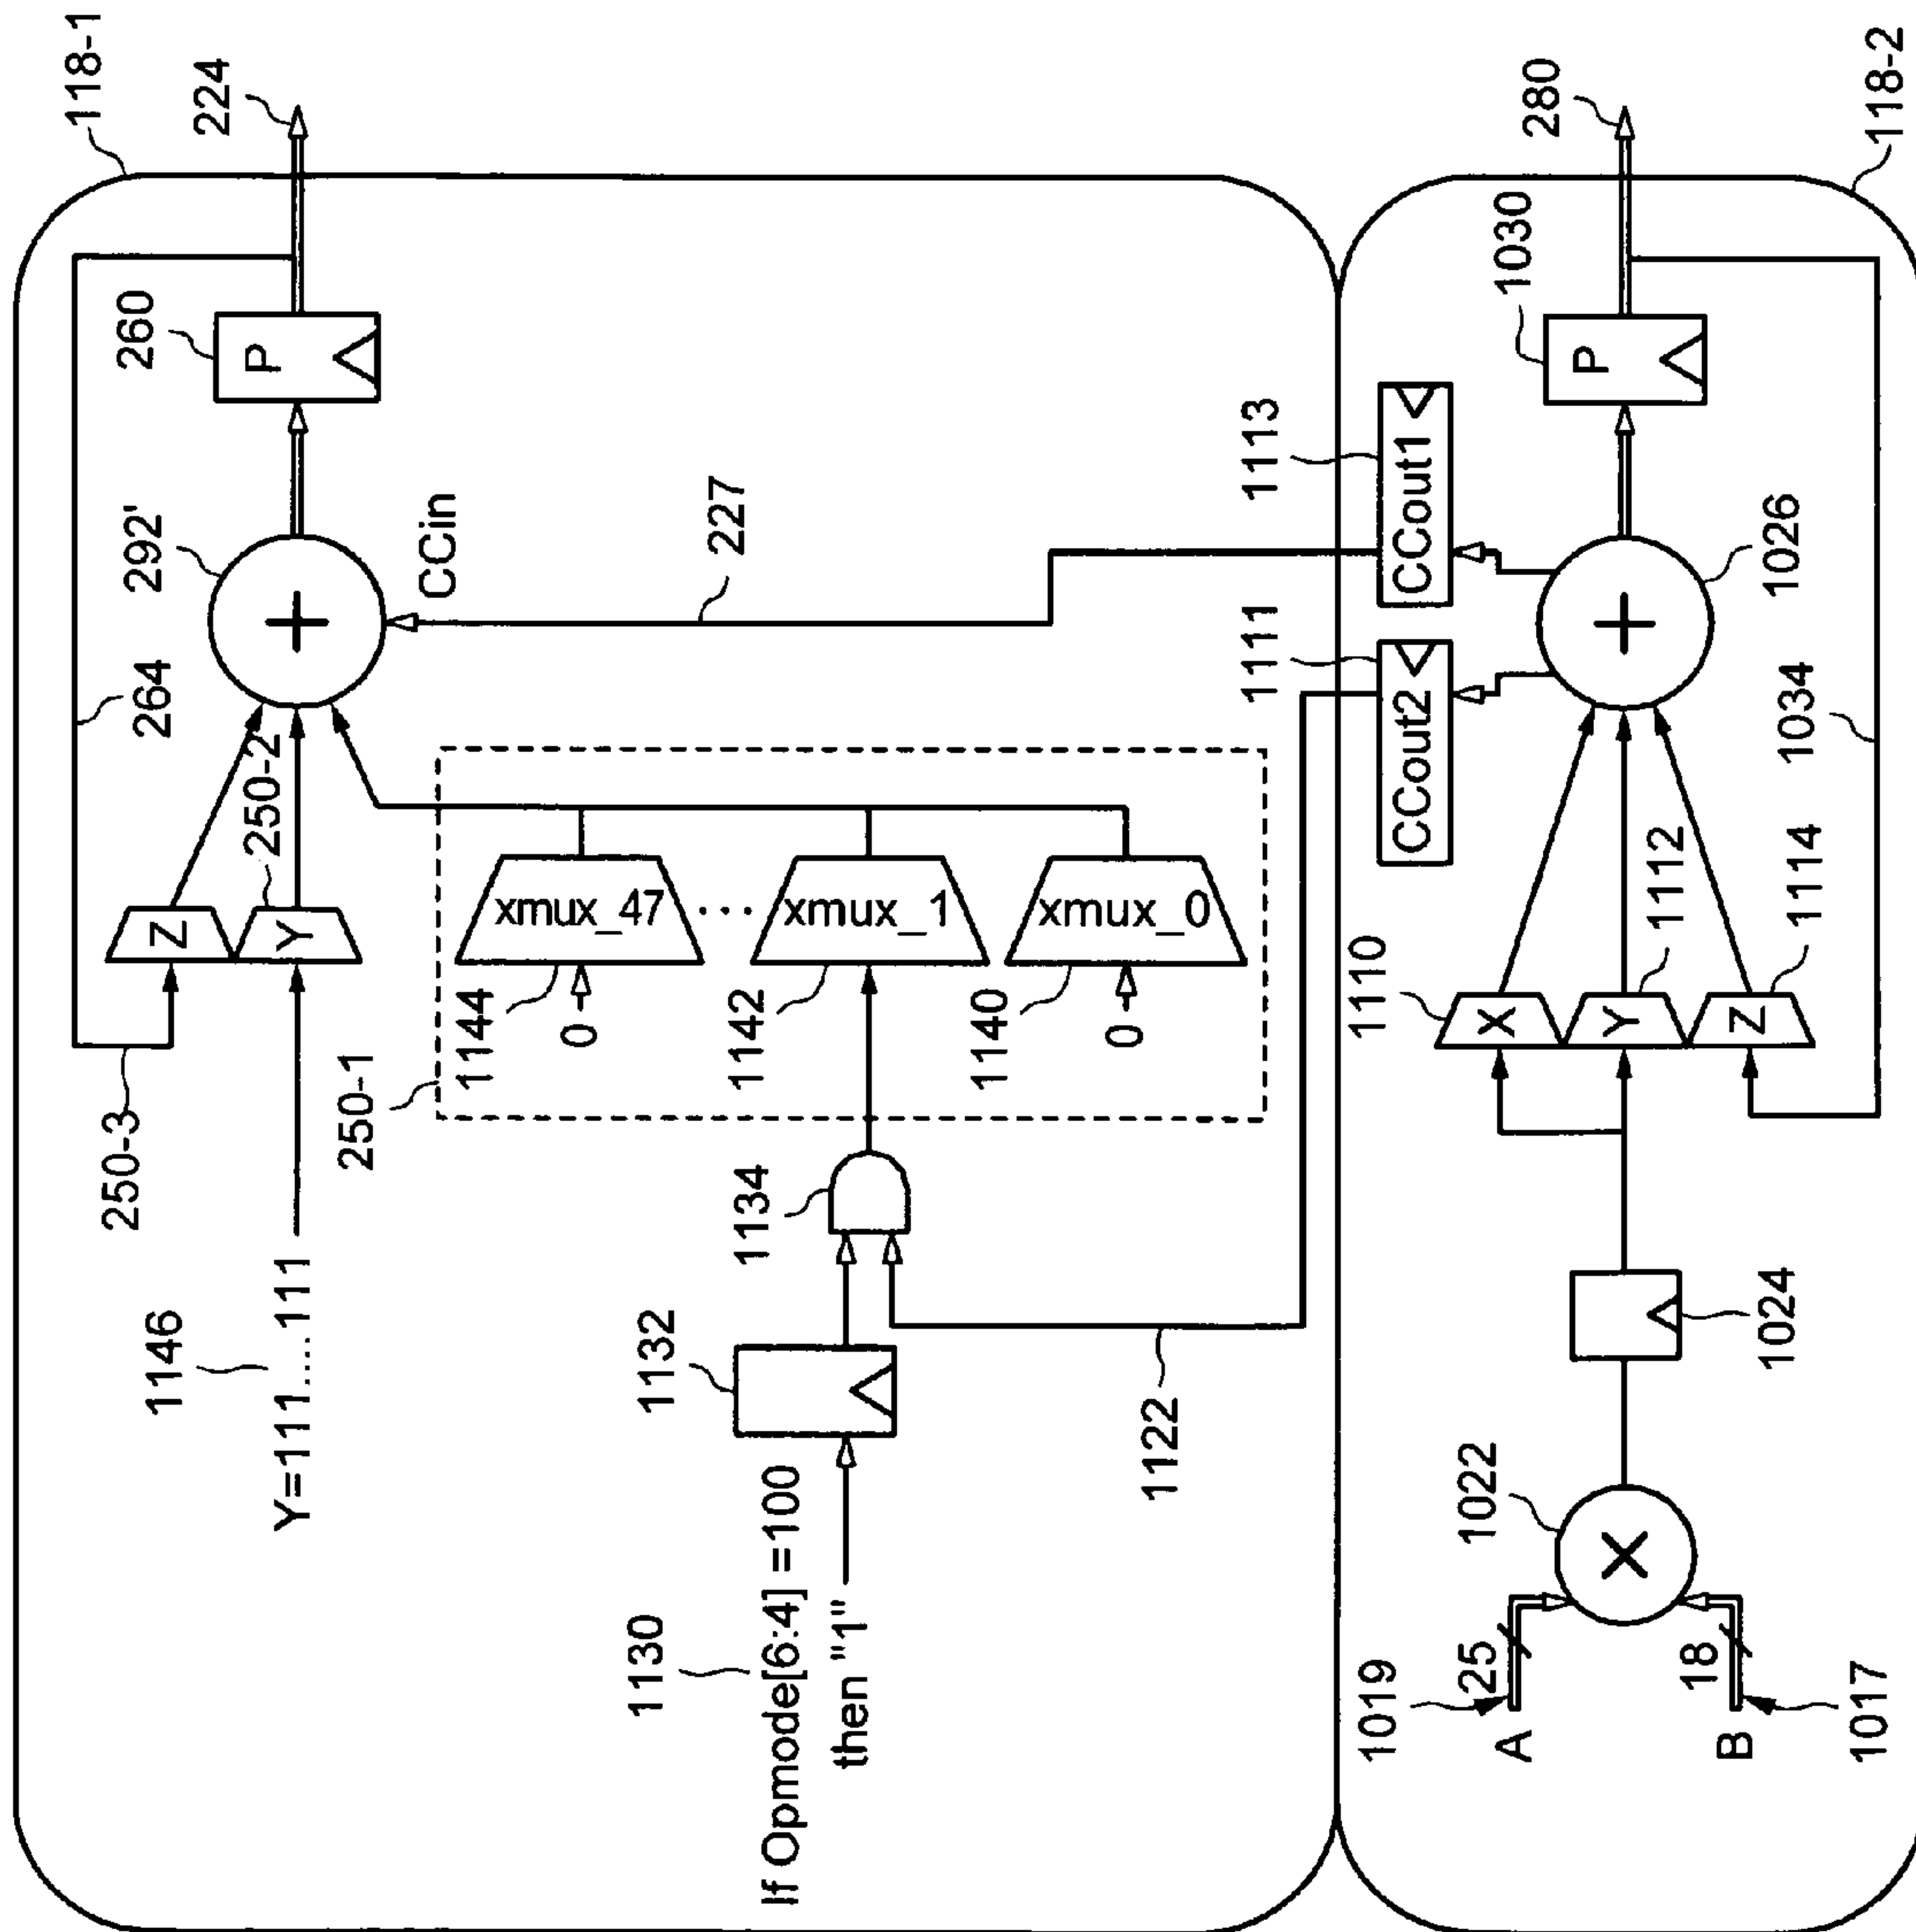 118-1
224
260
P
292'
264
+
CCin
227
250-2
Z
Y
250-3
250-1
xmux_47
...
xmux_1
xmux_0
1144
0
1142
1140
0
1146
Y=111....111
1134
1132
1122
1130
If Opmode[6:4] =100
then "1"
118-2
280
1030
P
1113
CCout1
1111
CCout2
+
1026
1034
1110
X
Y
Z
1112
1114
1024
1022
×
1019
25
A
18
B
1017